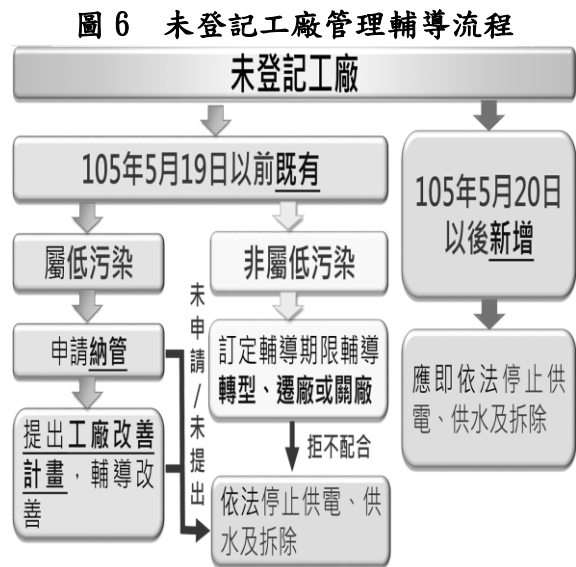 圖 6 未登記工廠管理輔導流程
未登記工廠
105年5月19日以前既有
105年5月20日
以後新增
屬低污染
非屬低污染
申請納管
未申請/未提出
訂定輔導期限輔導
轉型、遷廠或關廠
應即依法停止供
電、供水及拆除
提出工廠改善
計畫，輔導改
善
拒不配合
依法停止供電、供
水及拆除